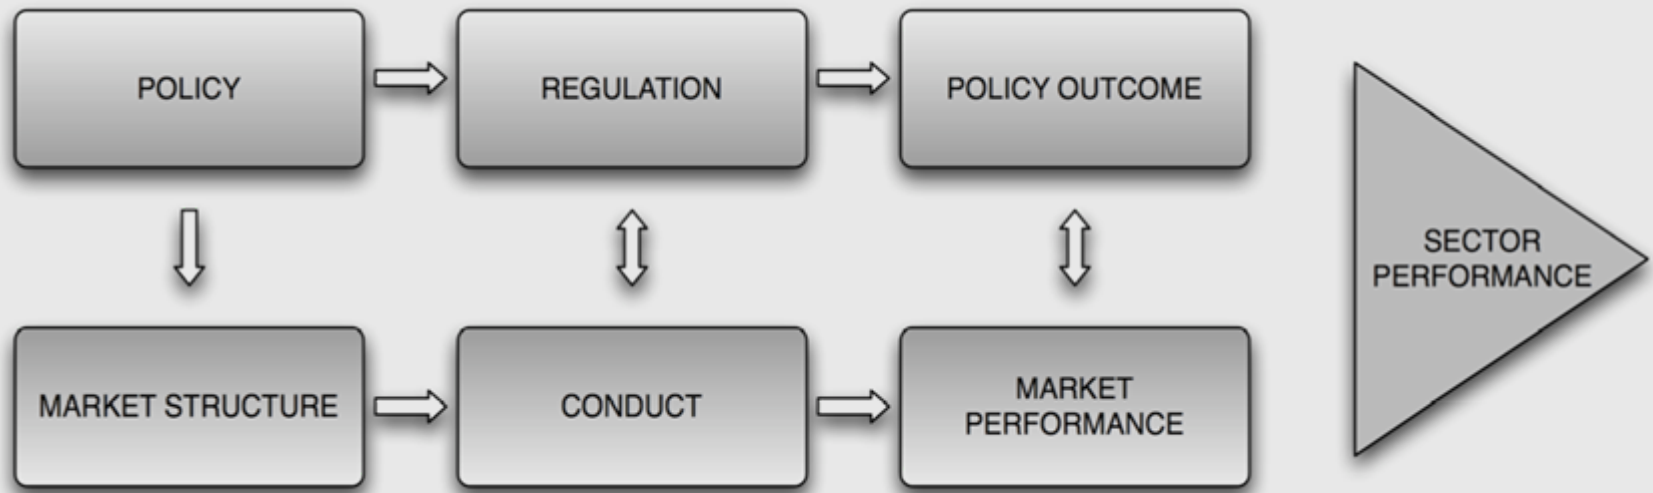 POLICY
REGULATION
POLICY OUTCOME
SECTOR
PERFORMANCE
MARKET STRUCTURE
CONDUCT
MARKET
PERFORMANCE